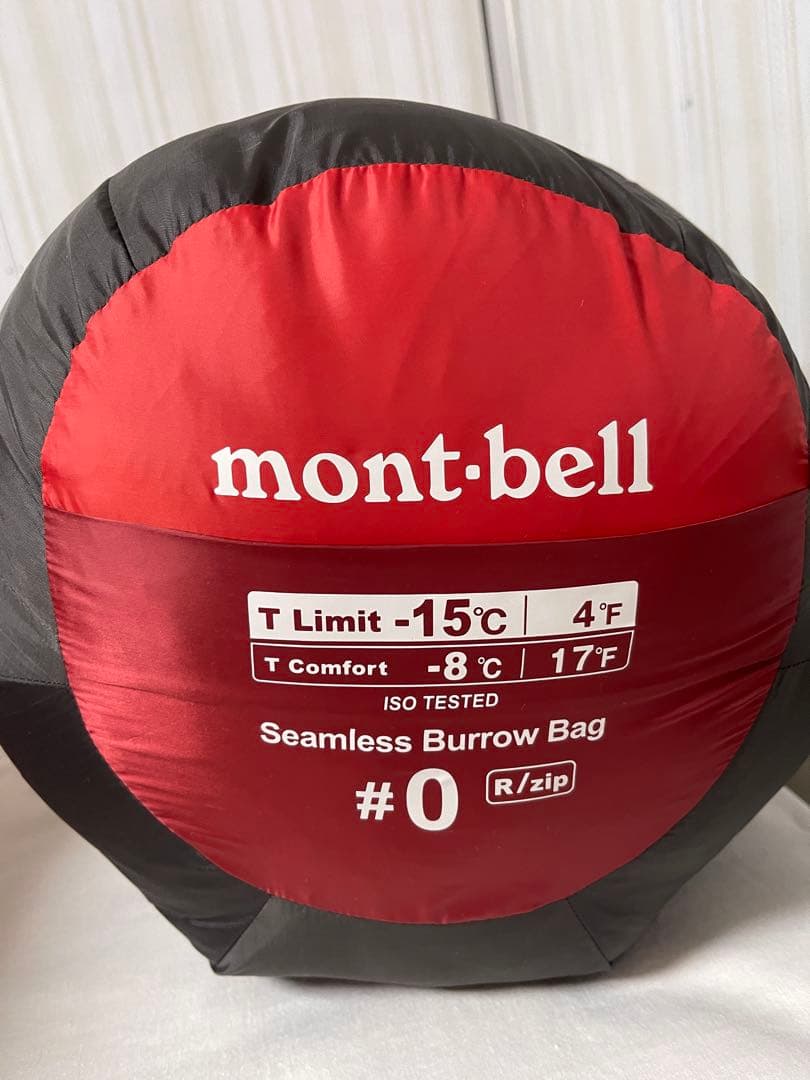 mont·bell
T Limit -15℃ | 4°F
T Comfort -8℃ | 17°F
ISO TESTED
Seamless Burrow Bag
#0 R/zip